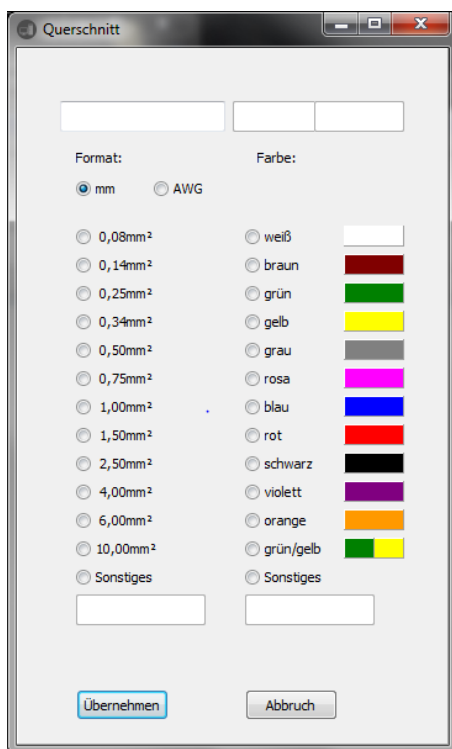 Querschnitt
Format: Farbe:
mm AWG
0,08mm² weiß
0,14mm² braun
0,25mm² grün
0,34mm² gelb
0,50mm² grau
0,75mm² rosa
1,00mm² blau
1,50mm² rot
2,50mm² schwarz
4,00mm² violett
6,00mm² orange
10,00mm² grün/gelb
Sonstiges Sonstiges
Übernehmen Abbruch